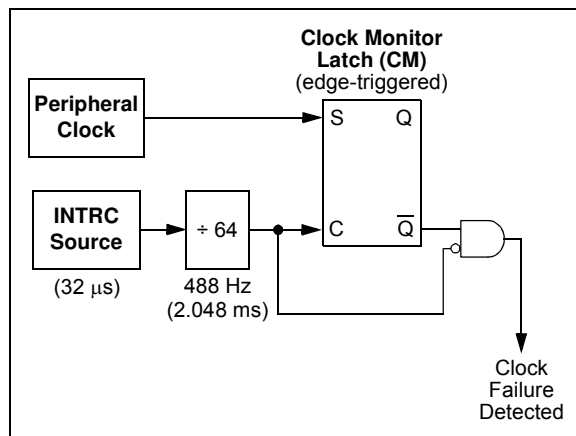 Clock Monitor
Latch (CM)
(edge-triggered)
Peripheral
Clock
S
Q
INTRC
Source
(32 μs)
÷ 64
488 Hz
(2.048 ms)
C
Q̅
Clock
Failure
Detected